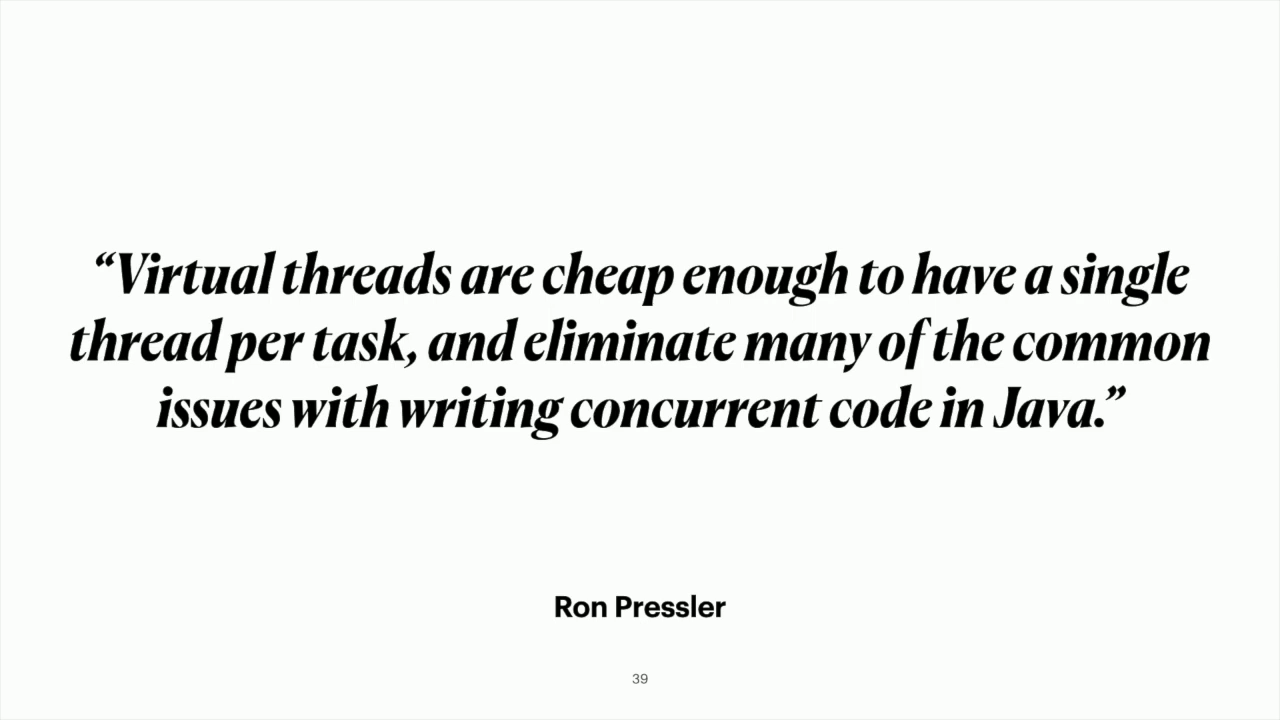 “Virtual threads are cheap enough to have a single
thread per task, and eliminate many of the common
issues with writing concurrent code in Java.”
Ron Pressler
39